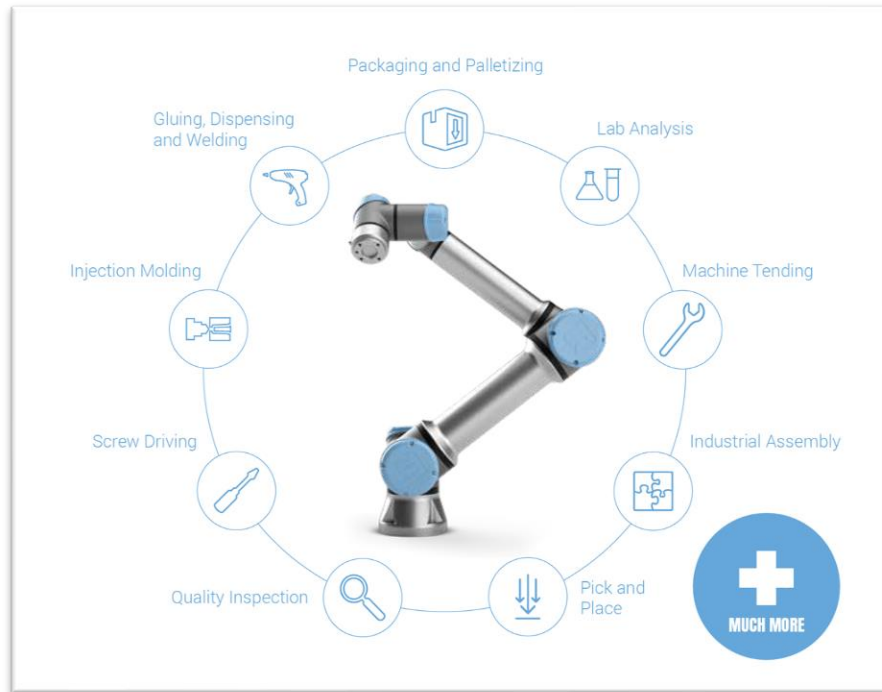 Packaging and Palletizing
Gluing, Dispensing
and Welding
Lab Analysis
Injection Molding
Machine Tending
Screw Driving
Industrial Assembly
Quality Inspection
Pick and
Place
MUCH MORE